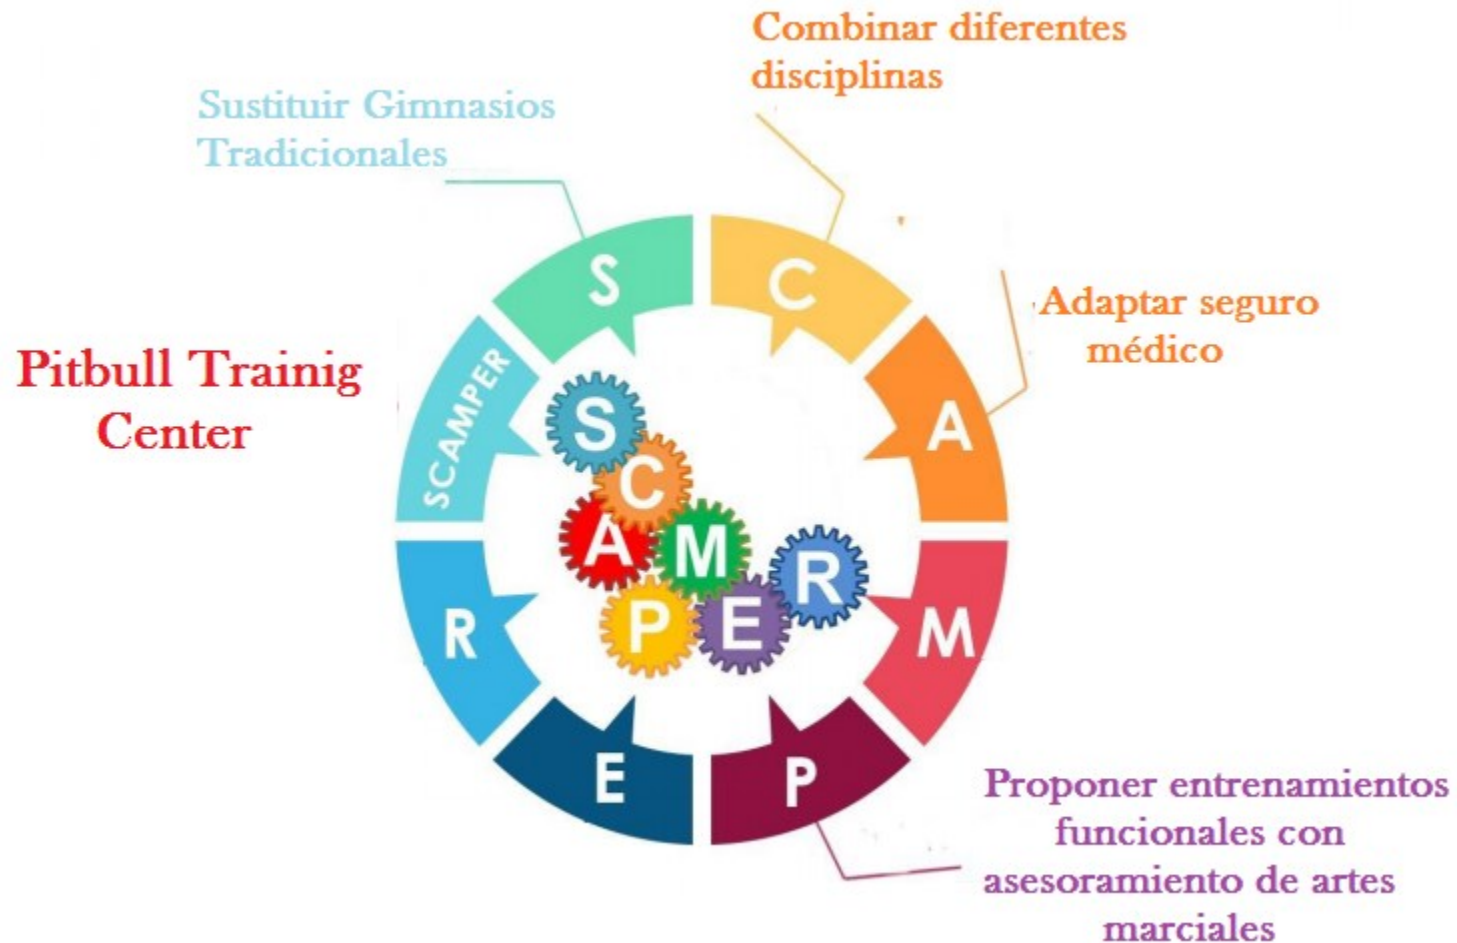 Combinar diferentes
disciplinas
Sustituir Gimnasios
Tradicionales
S
C
Adaptar seguro
médico
A
Pitbull Trainig
Center
SCAMPER
S
C
A
M
R
P
E
R
M
E
P
Proponer entrenamientos
funcionales con
asesoramiento de artes
marciales